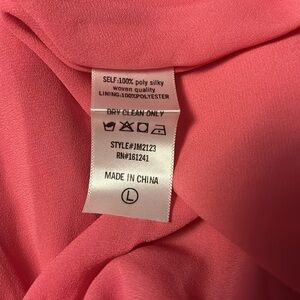 SELF:100% poly silky
woven quality
LINING:100%POLYESTER
DRY CLEAN ONLY
STYLE#JM2123
RN#161241
MADE IN CHINA
L